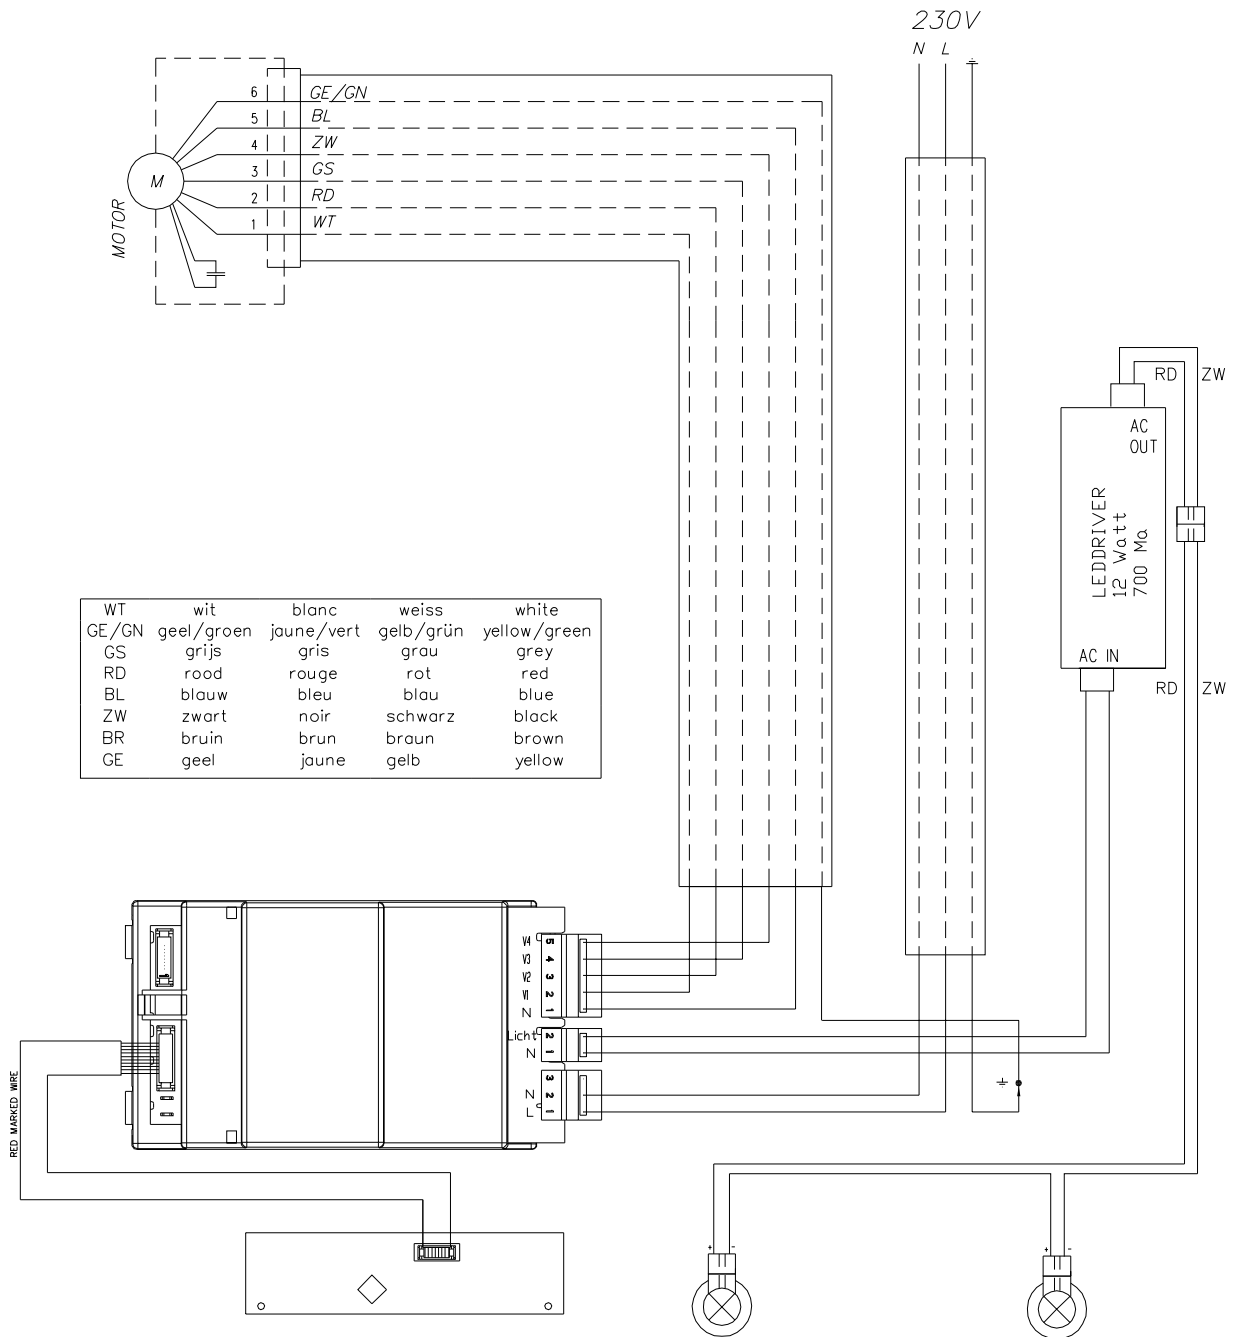 230V
N L
6 GE/GN
5 BL
4 ZW
3 GS
2 RD
1 WT
M
MOTOR
RD ZW
AC
OUT
LEDDRIVER
12 Watt
700 Ma
AC IN
RD ZW
WT wit blanc weiss white
GE/GN geel/groen jaune/vert gelb/grün yellow/green
GS grijs gris grau grey
RD rood rouge rot red
BL blauw bleu blau blue
ZW zwart noir schwarz black
BR bruin brun braun brown
GE geel jaune gelb yellow
V4 5
V3 4
V2 3
V1 2
N 1
Licht 2
N 1
3
N 2
L 1
RED MARKED WIRE
+ -
+ -